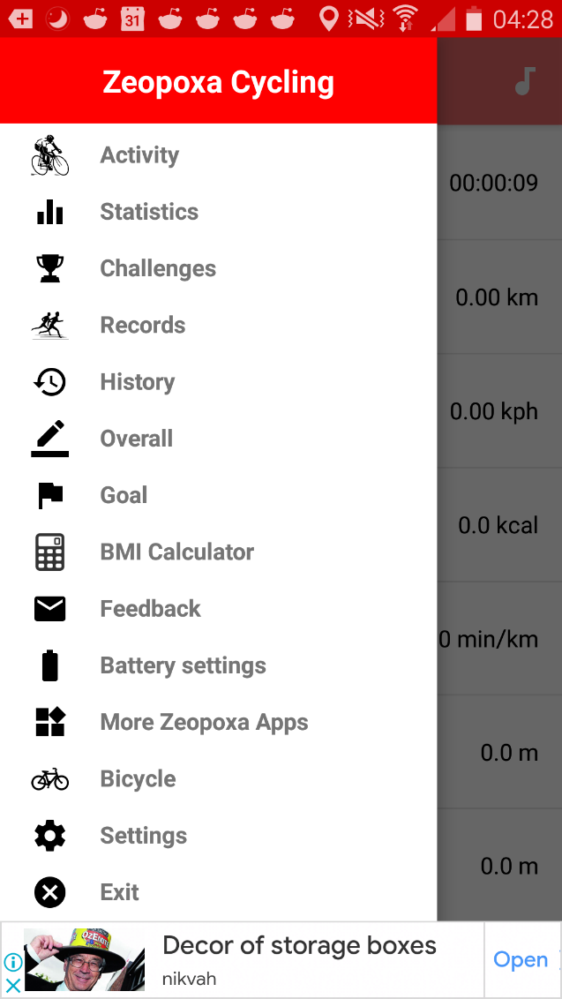 31
04:28
Zeopoxa Cycling
Activity
00:00:09
Statistics
Challenges
0.00 km
Records
History
0.00 kph
Overall
Goal
0.0 kcal
BMI Calculator
Feedback
0 min/km
Battery settings
More Zeopoxa Apps
0.0 m
Bicycle
Settings
0.0 m
Exit
OZEMITE
Decor of storage boxes
nikvah
Open